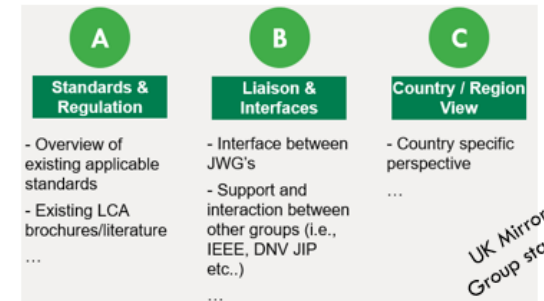 A
Standards &
Regulation
- Overview of
existing applicable
standards
- Existing LCA
brochures/literature
...
B
Liaison &
Interfaces
- Interface between
JWG's
- Support and
interaction between
other groups (i.e.,
IEEE, DNV JIP
etc..)
...
C
Country / Region
View
- Country specific
perspective
...
UK Mirror
Group